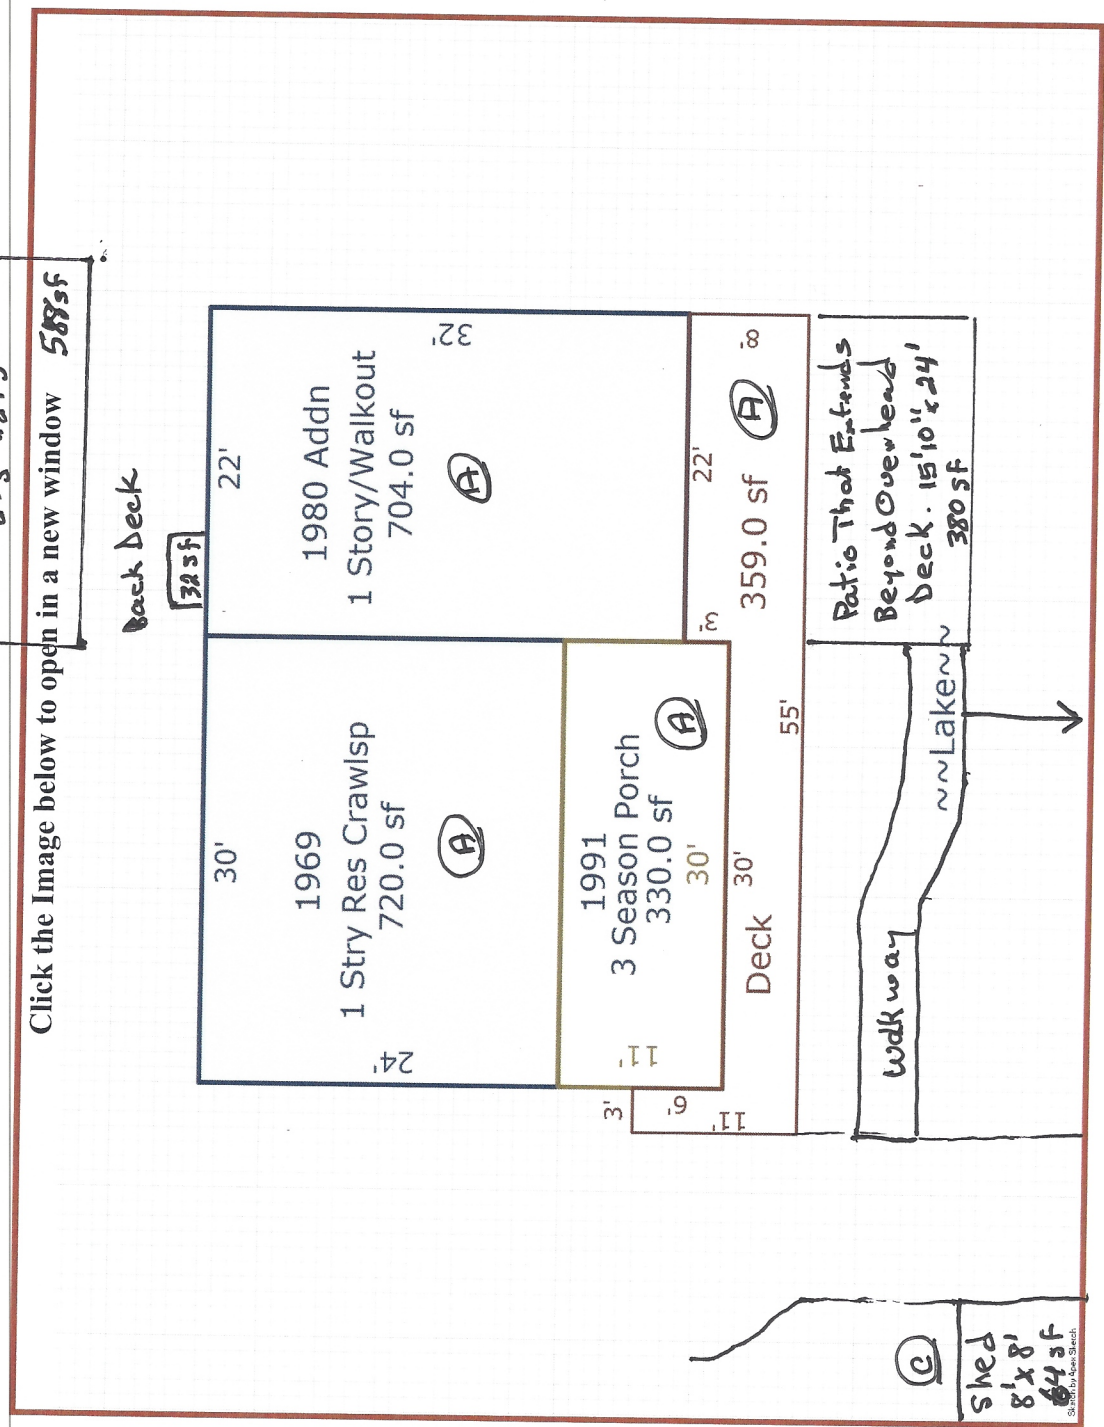 Click the Image below to open in a new window
588sf
Back Deck
32 sf
30'
22'
1969
1 Stry Res Crawlsp
720.0 sf
24'
A
1980 Addn
1 Story/Walkout
704.0 sf
32'
A
1991
3 Season Porch
330.0 sf
11'
30'
A
3'
6'
11'
30'
3'
22'
8'
Deck
359.0 sf
A
55'
Patio That Extends
Beyond Overhead
Deck. 15'10" x 24'
380 sf
Walkway
~~Lake~~
C
Shed
8'x8'
64 sf
Sketch by Apex Sketch